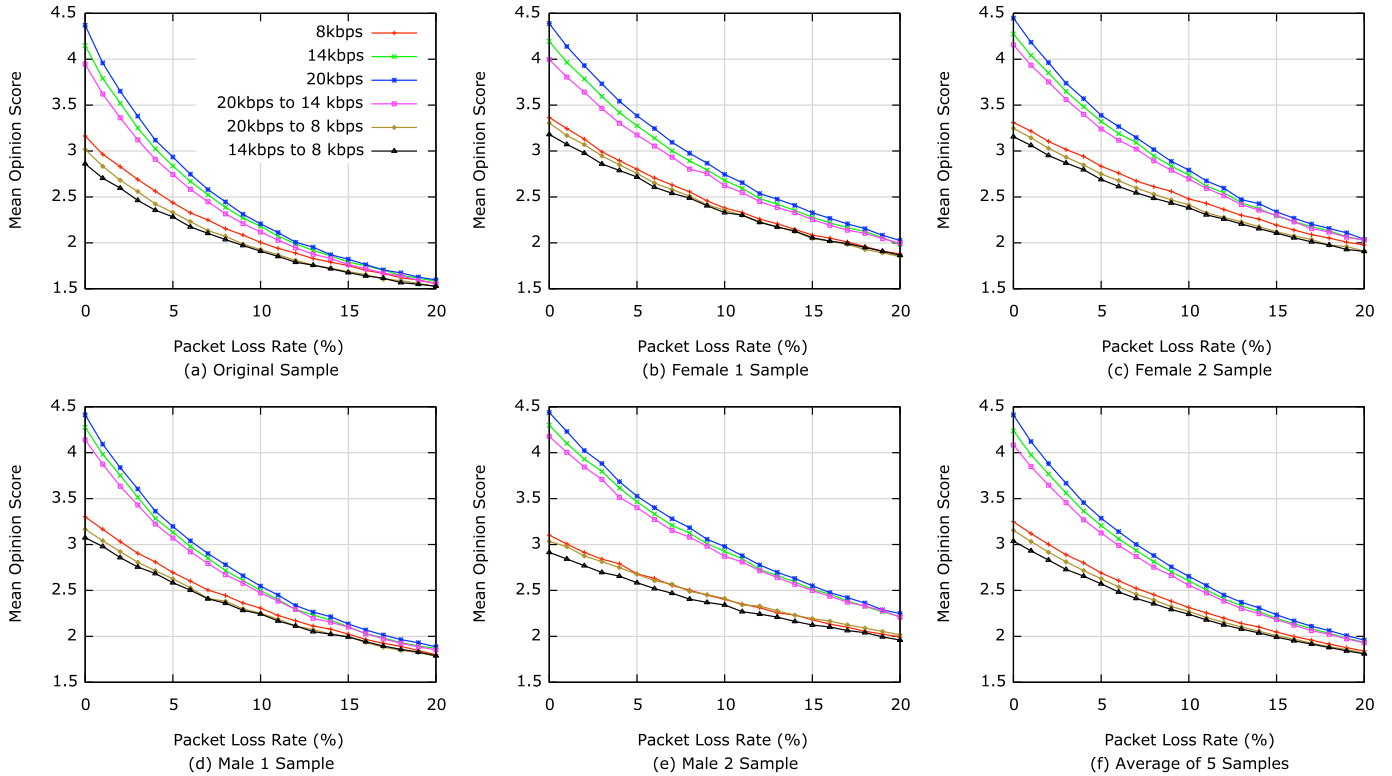 4.5
4
3.5
3
2.5
2
1.5
Mean Opinion Score
8kbps
14kbps
20kbps
20kbps to 14 kbps
20kbps to 8 kbps
14kbps to 8 kbps
0 5 10 15 20
Packet Loss Rate (%)
(a) Original Sample
4.5
4
3.5
3
2.5
2
1.5
Mean Opinion Score
0 5 10 15 20
Packet Loss Rate (%)
(b) Female 1 Sample
4.5
4
3.5
3
2.5
2
1.5
Mean Opinion Score
0 5 10 15 20
Packet Loss Rate (%)
(c) Female 2 Sample
4.5
4
3.5
3
2.5
2
1.5
Mean Opinion Score
0 5 10 15 20
Packet Loss Rate (%)
(d) Male 1 Sample
4.5
4
3.5
3
2.5
2
1.5
Mean Opinion Score
0 5 10 15 20
Packet Loss Rate (%)
(e) Male 2 Sample
4.5
4
3.5
3
2.5
2
1.5
Mean Opinion Score
0 5 10 15 20
Packet Loss Rate (%)
(f) Average of 5 Samples